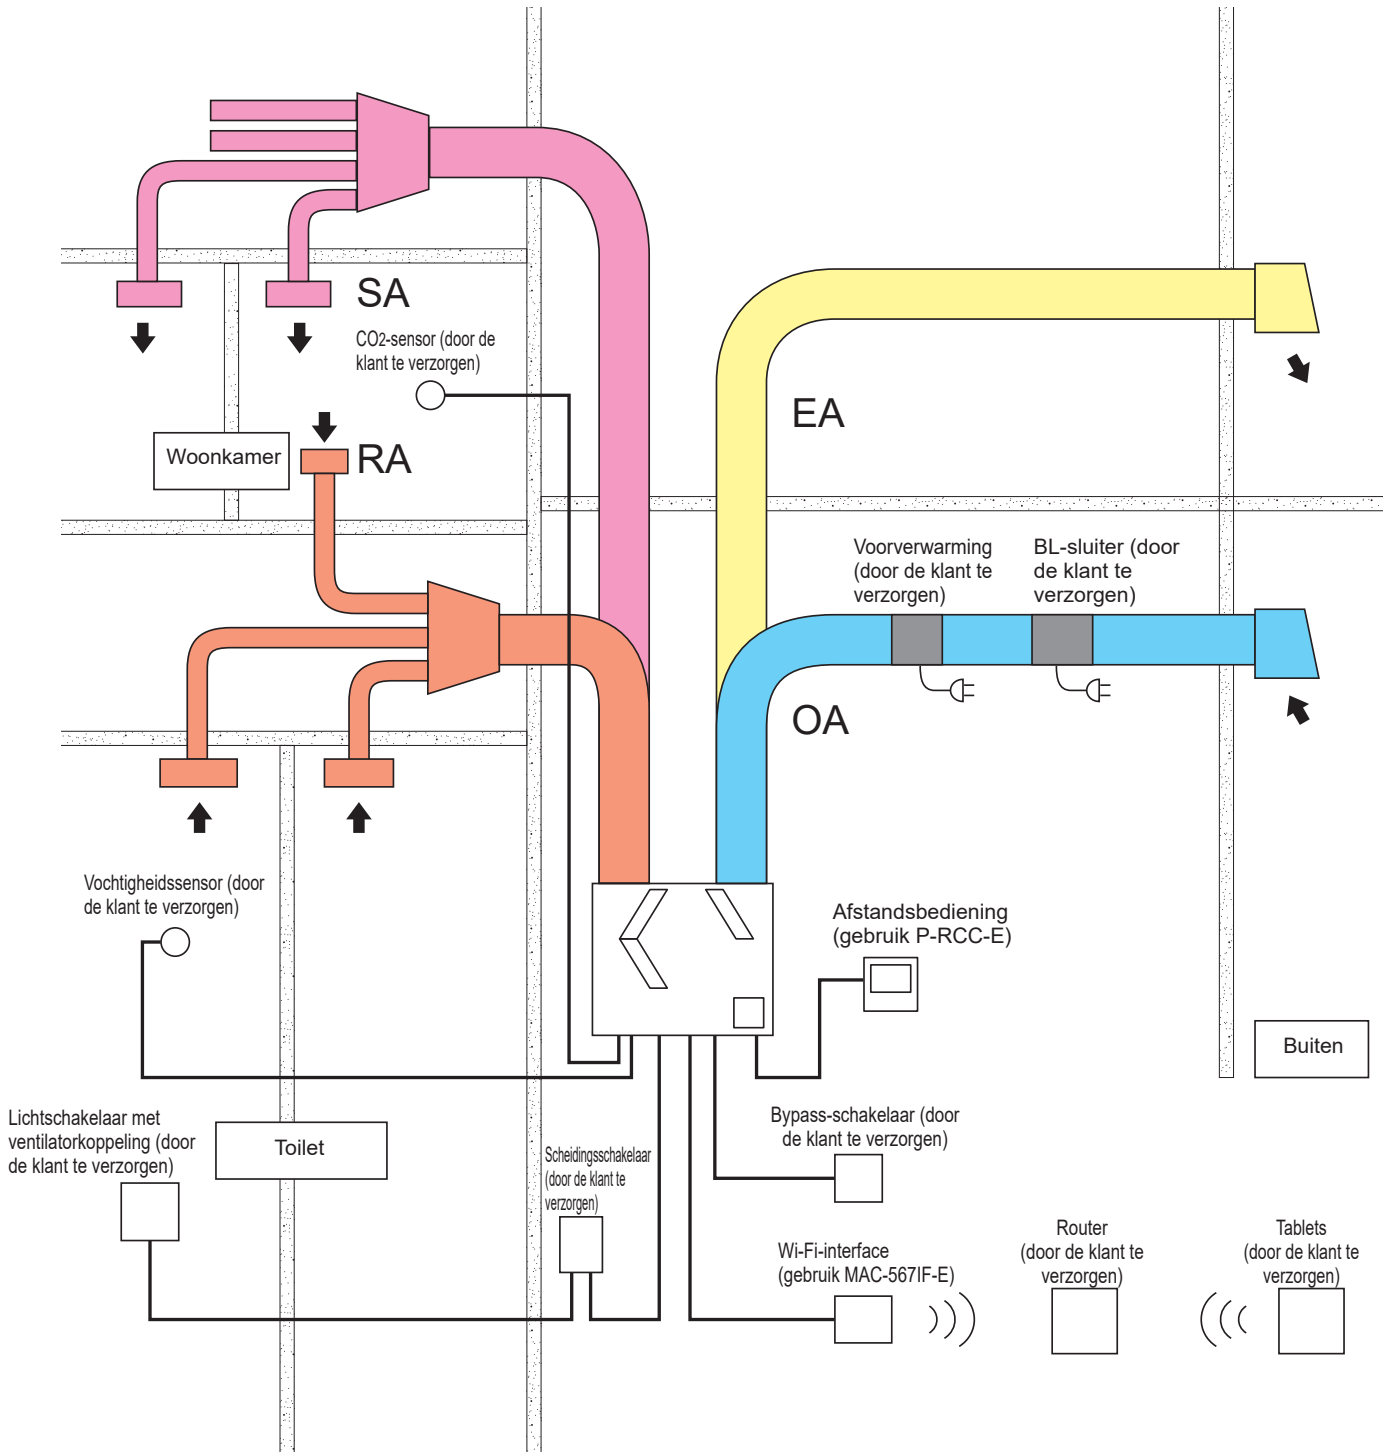 SA
CO2-sensor (door de
klant te verzorgen)
EA
RA
Woonkamer
Voorverwarming
(door de klant te
verzorgen)
BL-sluiter (door
de klant te
verzorgen)
OA
Vochtigheidssensor (door
de klant te verzorgen)
Afstandsbediening
(gebruik P-RCC-E)
Buiten
Lichtschakelaar met
ventilatorkoppeling (door
de klant te verzorgen)
Toilet
Scheidingsschakelaar
(door de klant te
verzorgen)
Bypass-schakelaar (door
de klant te verzorgen)
Wi-Fi-interface
(gebruik MAC-567IF-E)
Router
(door de klant te
verzorgen)
Tablets
(door de klant te
verzorgen)